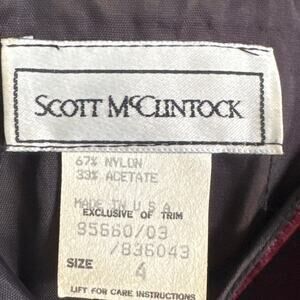 SCOTT McCLINTOCK
67% NYLON
33% ACETATE
MADE IN U S A
EXCLUSIVE OF TRIM
95660/03
/836043
SIZE 4
LIFT FOR CARE INSTRUCTIONS